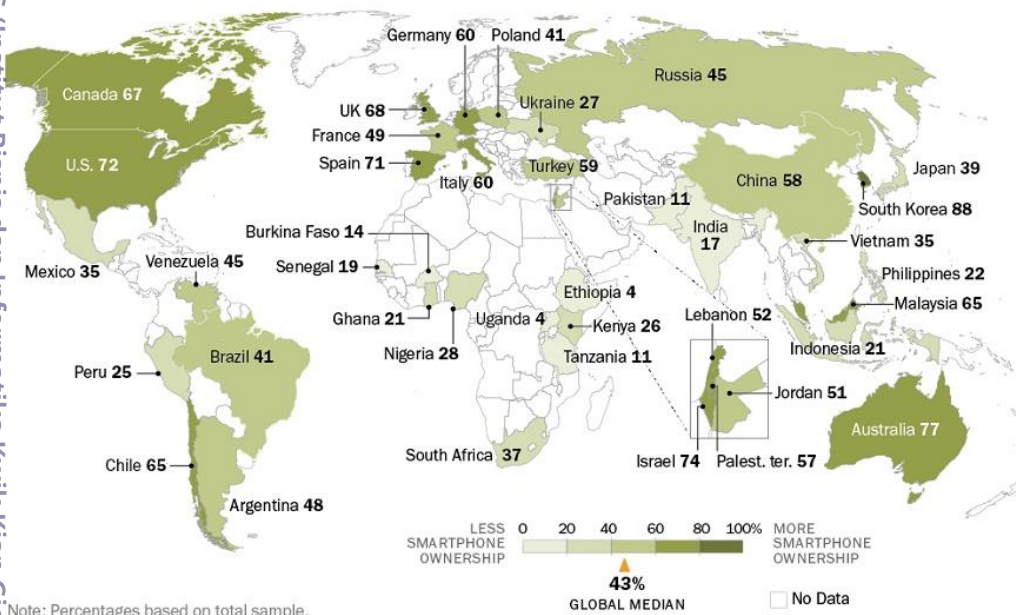 Germany 60
Poland 41
Russia 45
Canada 67
UK 68
Ukraine 27
France 49
U.S. 72
Spain 71
Italy 60
Turkey 59
China 58
Japan 39
Pakistan 11
South Korea 88
India
17
Burkina Faso 14
Vietnam 35
Mexico 35
Venezuela 45
Senegal 19
Philippines 22
Ethiopia 4
Malaysia 65
Lebanon 52
Ghana 21
Uganda 4
Kenya 26
Nigeria 28
Tanzania 11
Indonesia 21
Brazil 41
Peru 25
Jordan 51
Australia 77
South Africa 37
Israel 74
Palest. ter. 57
Chile 65
Argentina 48
LESS
SMARTPHONE
OWNERSHIP
0 20 40 60 80 100%
MORE
SMARTPHONE
OWNERSHIP
43%
GLOBAL MEDIAN
No Data
Note: Percentages based on total sample.